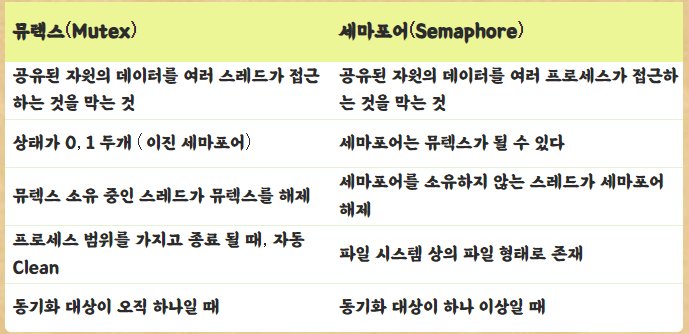 뮤렉스(Mutex)
세마포어(Semaphore)
공유된 자원의 데이터를 여러 스레드가 접근
하는 것을 막는 것
공유된 자원의 데이터를 여러 프로세스가 접근하
는 것을 막는 것
상태가 0, 1 두개 ( 이진 세마포어)
세마포어는 뮤렉스가 될 수 있다
뮤렉스 소유 중인 스레드가 뮤렉스를 해제
세마포어를 소유하지 않는 스레드가 세마포어
해제
프로세스 범위를 가지고 종료 될 때, 자동
Clean
파일 시스템 상의 파일 형태로 존재
동기화 대상이 오직 하나일 때
동기화 대상이 하나 이상일 때